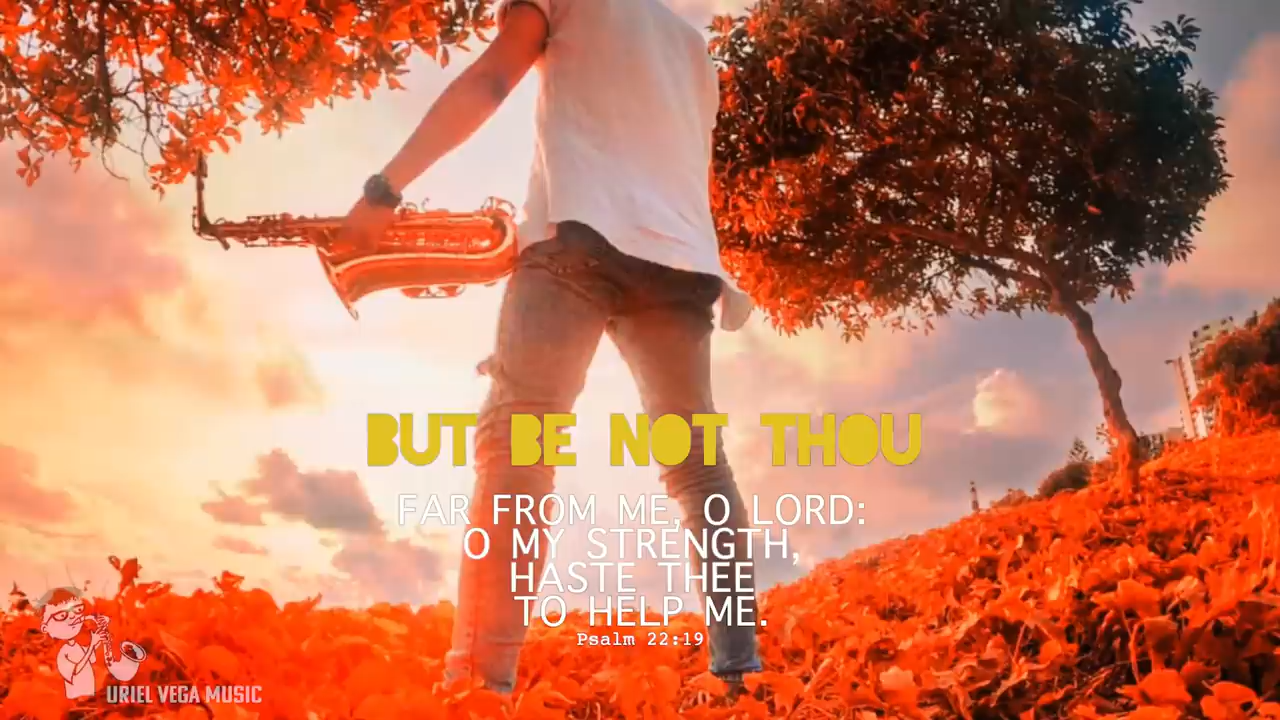 BUT BE NOT THOU
FAR FROM ME, O LORD:
O MY STRENGTH,
HASTE THEE
TO HELP ME.
Psalm 22:19
URIEL VEGA MUSIC